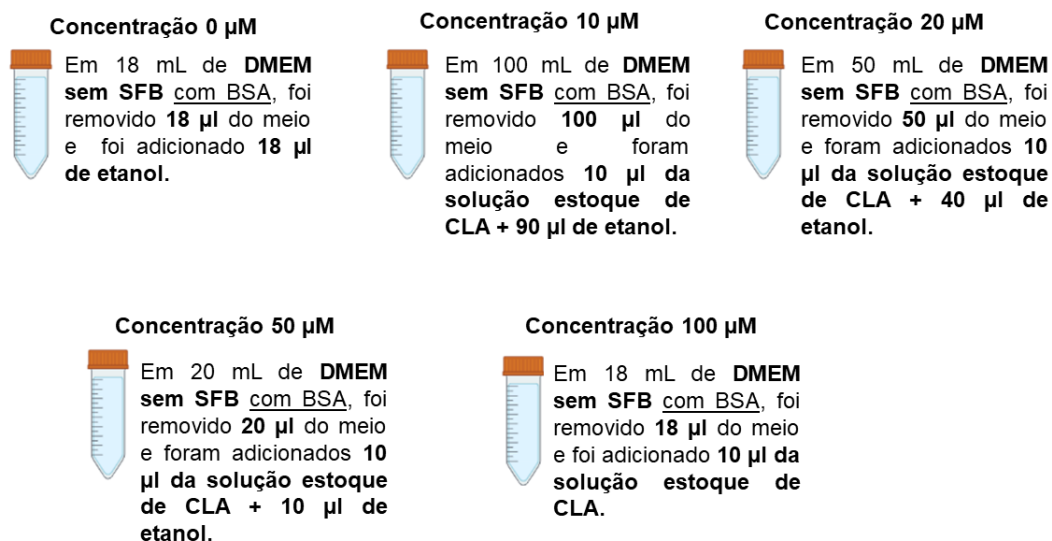 Concentração 0 µM
Em 18 mL de DMEM
sem SFB com BSA, foi
removido 18 µl do meio
e foi adicionado 18 µl
de etanol.
Concentração 10 µM
Em 100 mL de DMEM
sem SFB com BSA, foi
removido 100 µl do
meio e foram
adicionados 10 µl da
solução estoque de
CLA + 90 µl de etanol.
Concentração 20 µM
Em 50 mL de DMEM
sem SFB com BSA, foi
removido 50 µl do meio
e foram adicionados 10
µl da solução estoque
de CLA + 40 µl de
etanol.
Concentração 50 µM
Em 20 mL de DMEM
sem SFB com BSA, foi
removido 20 µl do meio
e foram adicionados 10
µl da solução estoque
de CLA + 10 µl de
etanol.
Concentração 100 µM
Em 18 mL de DMEM
sem SFB com BSA, foi
removido 18 µl do meio
e foi adicionado 10 µl da
solução estoque de
CLA.